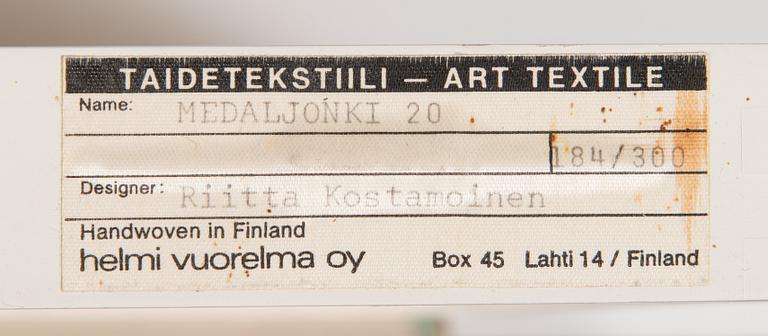 TAIDETEKSTIILI — ART TEXTILE
Name: MEDALJONKI 20
184/300
Designer: Riitta Kostamoinen
Handwoven in Finland
helmi vuorelma oy Box 45 Lahti 14 / Finland